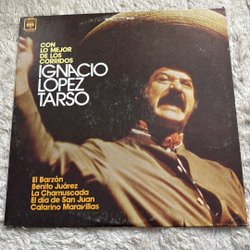 CBS
CON
LO MEJOR
DE LOS
CORRIDOS
IGNACIO
LOPEZ
TARSO
El Barzón
Benito Juárez
La Chamuscada
El día de San Juan
Catarino Maravillas